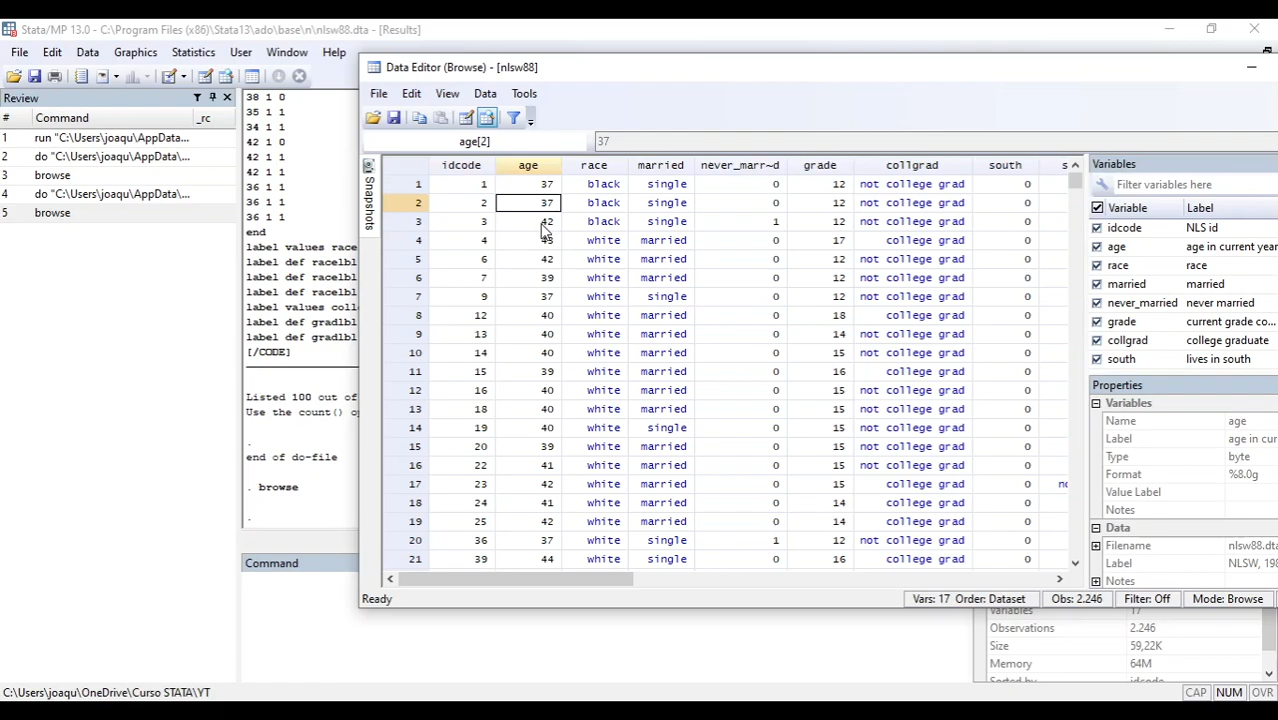 Stata/MP 13.0 - C:\Program Files (x86)\Stata13\ado\base\n\nlsw88.dta - [Results]
File Edit Data Graphics Statistics User Window Help
Review
# Command _rc
1 run "C:\Users\joaqu\AppData...
2 do "C:\Users\joaqu\AppData\...
3 browse
4 do "C:\Users\joaqu\AppData\...
5 browse
38 1 0
35 1 1
34 1 1
42 1 0
42 1 1
42 1 1
36 1 1
36 1 1
36 1 1
end
label values race
label def racelbl
label def racelbl
label def racelbl
label values coll
label def gradlbl
label def gradlbl
[/CODE]
Listed 100 out of
Use the count() op
.
end of do-file
. browse
.
Command
Data Editor (Browse) - [nlsw88]
File Edit View Data Tools
age[2] 37
Snapshots
idcode age race married never_marr~d grade collgrad south s
1 1 37 black single 0 12 not college grad 0
2 2 37 black single 0 12 not college grad 0
3 3 42 black single 1 12 not college grad 0
4 4 43 white married 0 17 college grad 0
5 6 42 white married 0 12 not college grad 0
6 7 39 white married 0 12 not college grad 0
7 9 37 white single 0 12 not college grad 0
8 12 40 white married 0 18 college grad 0
9 13 40 white married 0 14 not college grad 0
10 14 40 white married 0 15 not college grad 0
11 15 39 white married 0 16 college grad 0
12 16 40 white married 0 15 not college grad 0
13 18 40 white married 0 15 not college grad 0
14 19 40 white single 0 15 not college grad 0
15 20 39 white married 0 15 not college grad 0
16 22 41 white married 0 15 not college grad 0
17 23 42 white married 0 15 college grad 0 no
18 24 41 white married 0 14 college grad 0
19 25 42 white married 0 14 college grad 0
20 36 37 white single 1 12 not college grad 0
21 39 44 white single 0 16 college grad 0
Variables
Filter variables here
Variable Label
idcode NLS id
age age in current year
race race
married married
never_married never married
grade current grade co...
collgrad college graduate
south lives in south
Properties
Variables
Name age
Label age in cur
Type byte
Format %8.0g
Value Label
Notes
Data
Filename nlsw88.dta
Label NLSW, 198
Notes
Ready Vars: 17 Order: Dataset Obs: 2.246 Filter: Off Mode: Browse
Variables 17
Observations 2.246
Size 59,22K
Memory 64M
Sorted by idcode
C:\Users\joaqu\OneDrive\Curso STATA\YT CAP NUM OVR